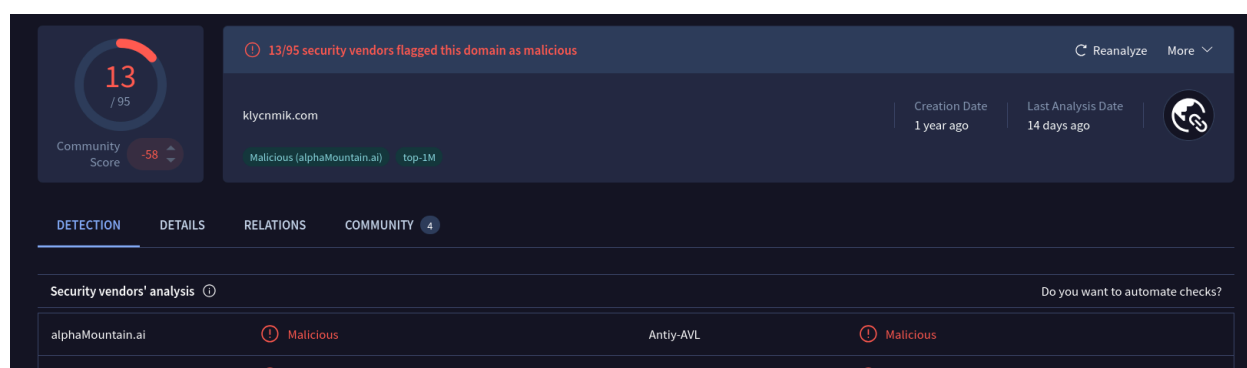 13/95 security vendors flagged this domain as malicious
Reanalyze
More
13
/ 95
Community Score
-58
klycnmik.com
Creation Date
1 year ago
Last Analysis Date
14 days ago
Malicious (alphaMountain.ai)
top-1M
DETECTION
DETAILS
RELATIONS
COMMUNITY
4
Security vendors' analysis
Do you want to automate checks?
alphaMountain.ai
Malicious
Antiy-AVL
Malicious